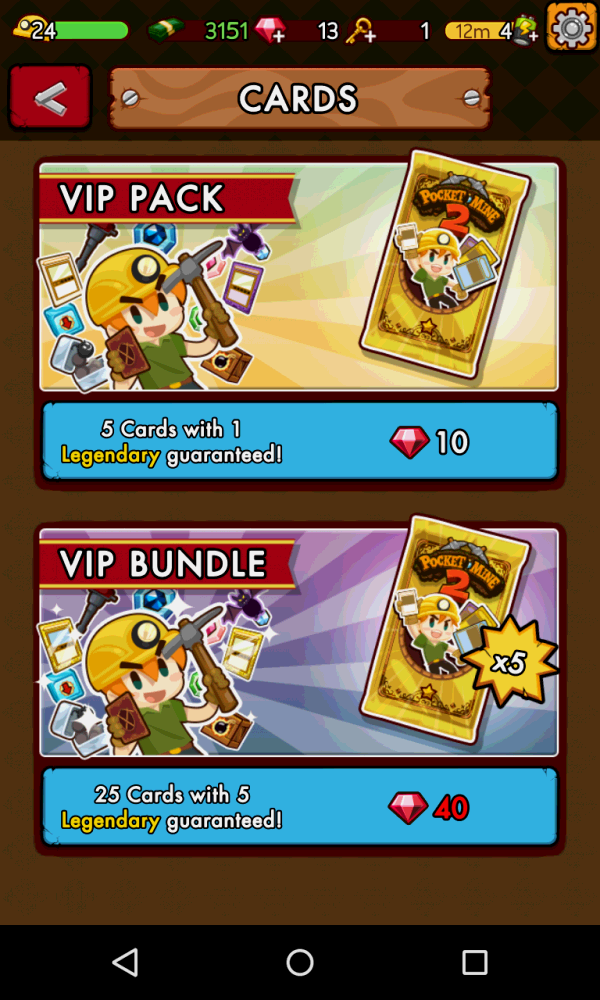 24 3151 13 1 12m 4
CARDS
VIP PACK
POCKET MINE
2
5 Cards with 1
Legendary guaranteed!
10
VIP BUNDLE
POCKET MINE
2
x5
25 Cards with 5
Legendary guaranteed!
40